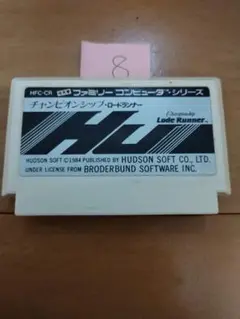 8
HFC-CR
ファミリー コンピュータ・シリーズ
チャンピオンシップ・ロードランナー
Championship
Lode Runner
HU
HUDSON SOFT © 1984 PUBLISHED BY HUDSON SOFT CO., LTD.
UNDER LICENSE FROM BRODERBUND SOFTWARE INC.